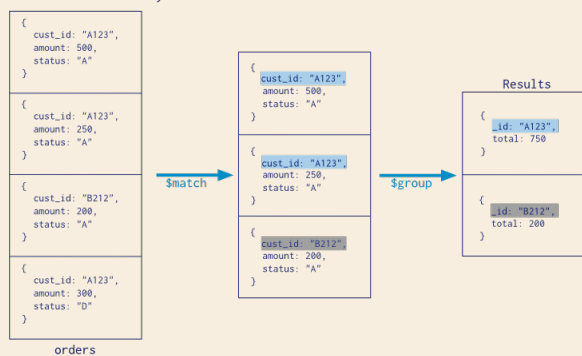 {
cust_id: "A123",
amount: 500,
status: "A"
}
{
cust_id: "A123",
amount: 250,
status: "A"
}
{
cust_id: "B212",
amount: 200,
status: "A"
}
{
cust_id: "A123",
amount: 300,
status: "D"
}
orders
$match
{
cust_id: "A123",
amount: 500,
status: "A"
}
{
cust_id: "A123",
amount: 250,
status: "A"
}
{
cust_id: "B212",
amount: 200,
status: "A"
}
$group
Results
{
_id: "A123",
total: 750
}
{
_id: "B212",
total: 200
}